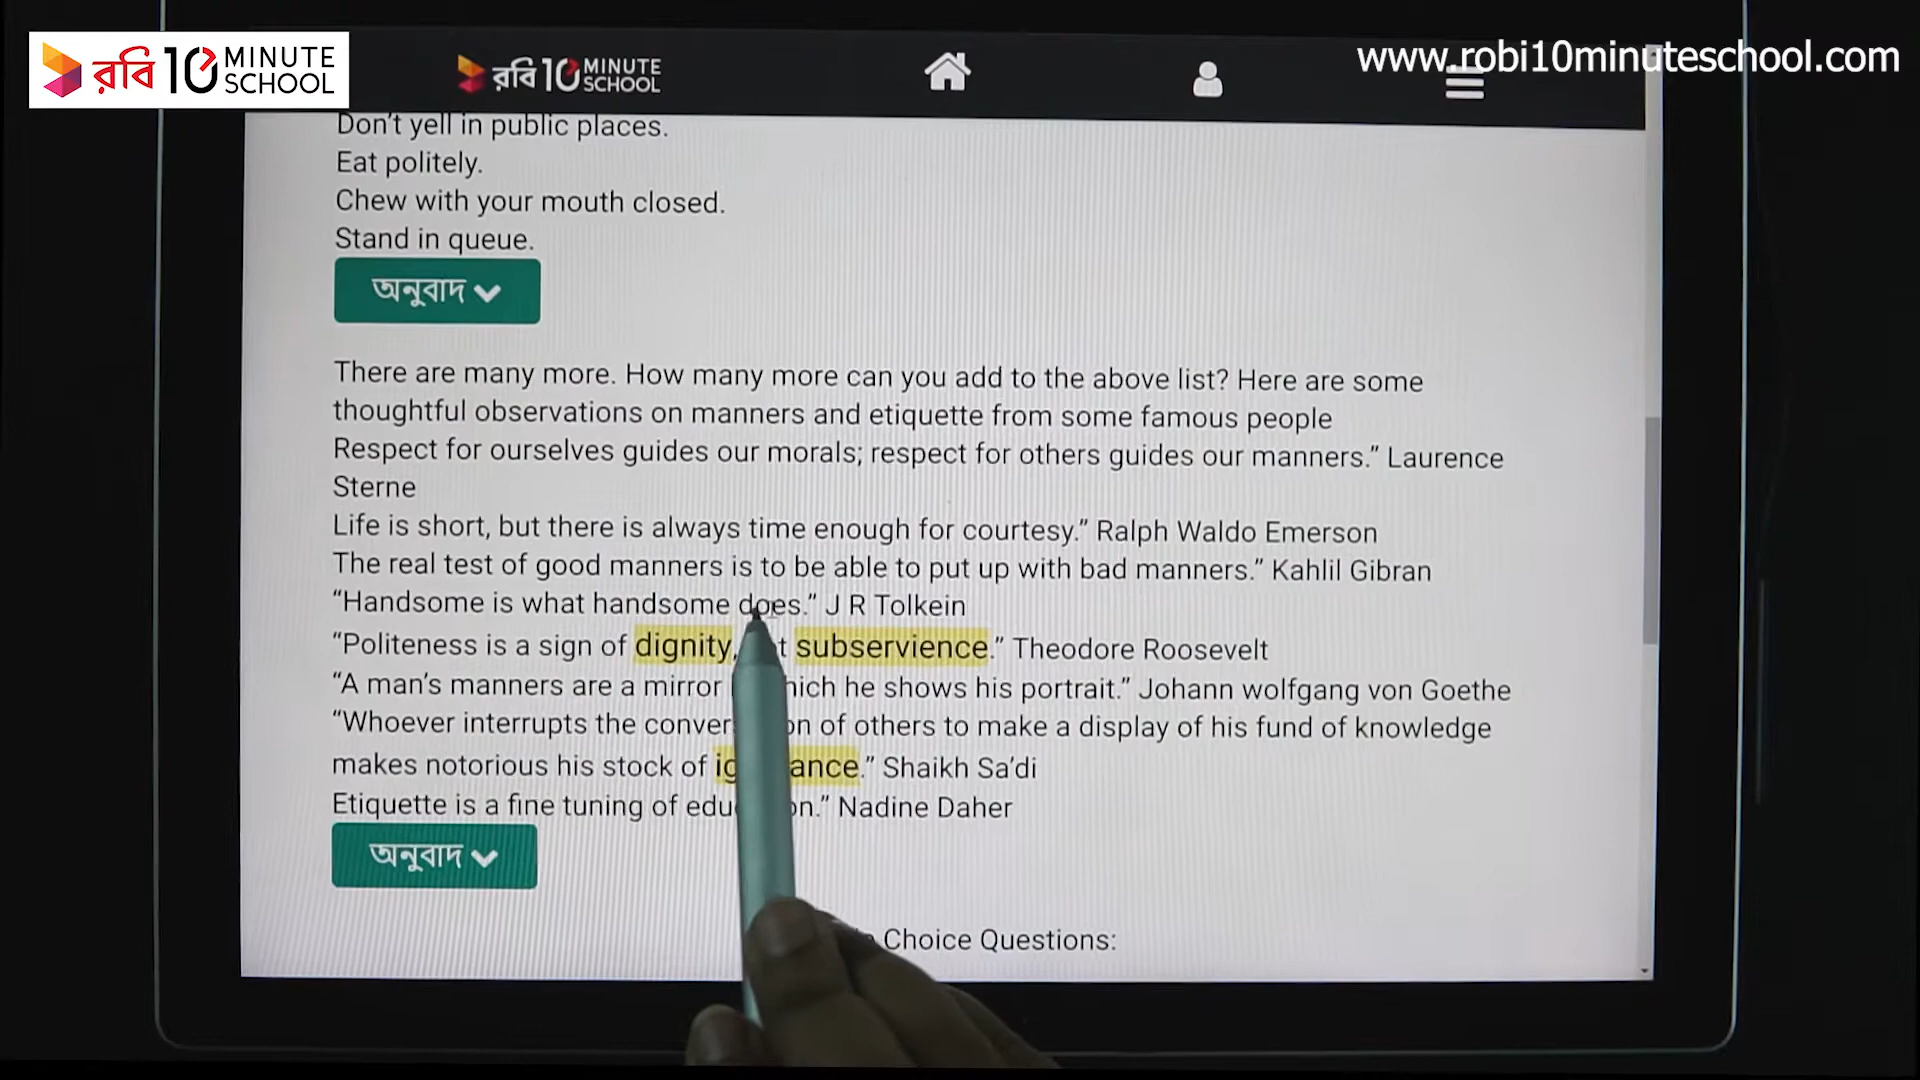 রবি 10 MINUTE SCHOOL
রবি 10 MINUTE SCHOOL
www.robi10minuteschool.com
Don't yell in public places.
Eat politely.
Chew with your mouth closed.
Stand in queue.
অনুবাদ
There are many more. How many more can you add to the above list? Here are some
thoughtful observations on manners and etiquette from some famous people
Respect for ourselves guides our morals; respect for others guides our manners.” Laurence
Sterne
Life is short, but there is always time enough for courtesy.” Ralph Waldo Emerson
The real test of good manners is to be able to put up with bad manners.” Kahlil Gibran
“Handsome is what handsome does.” J R Tolkein
“Politeness is a sign of dignity, subservience.” Theodore Roosevelt
“A man’s manners are a mirror he shows his portrait.” Johann wolfgang von Goethe
“Whoever interrupts the of others to make a display of his fund of knowledge
makes notorious his stock of .” Shaikh Sa’di
Etiquette is a fine tuning of .” Nadine Daher
অনুবাদ
Choice Questions: